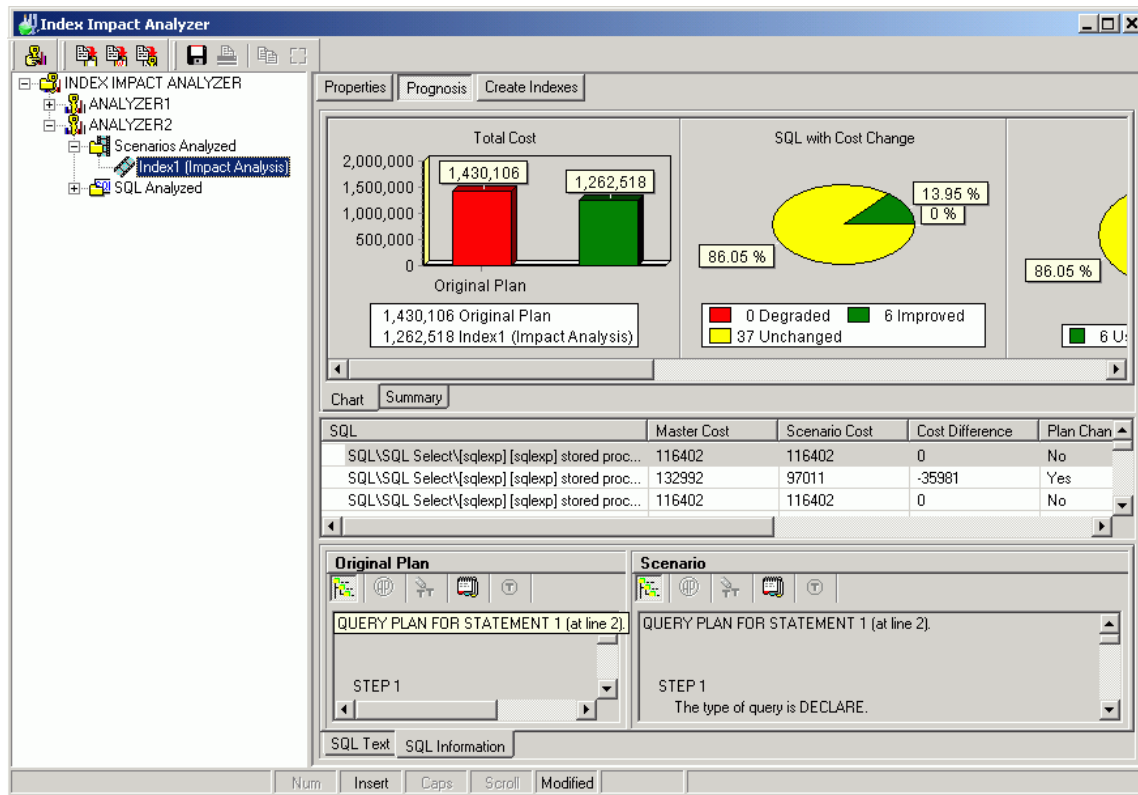 Index Impact Analyzer
INDEX IMPACT ANALYZER
ANALYZER1
ANALYZER2
Scenarios Analyzed
Index1 (Impact Analysis)
SQL Analyzed
Properties Prognosis Create Indexes
Total Cost
2,000,000
1,500,000
1,000,000
500,000
0
1,430,106
1,262,518
Original Plan
1,430,106 Original Plan
1,262,518 Index1 (Impact Analysis)
SQL with Cost Change
13.95 %
0 %
86.05 %
0 Degraded 6 Improved
37 Unchanged
86.05 %
6 U
Chart Summary
SQL Master Cost Scenario Cost Cost Difference Plan Chan
SQL\SQL Select\[sqlexp] [sqlexp] stored proc... 116402 116402 0 No
SQL\SQL Select\[sqlexp] [sqlexp] stored proc... 132992 97011 -35981 Yes
SQL\SQL Select\[sqlexp] [sqlexp] stored proc... 116402 116402 0 No
Original Plan
QUERY PLAN FOR STATEMENT 1 (at line 2).
STEP 1
Scenario
QUERY PLAN FOR STATEMENT 1 (at line 2).
STEP 1
The type of query is DECLARE.
SQL Text SQL Information
Num Insert Caps Scroll Modified